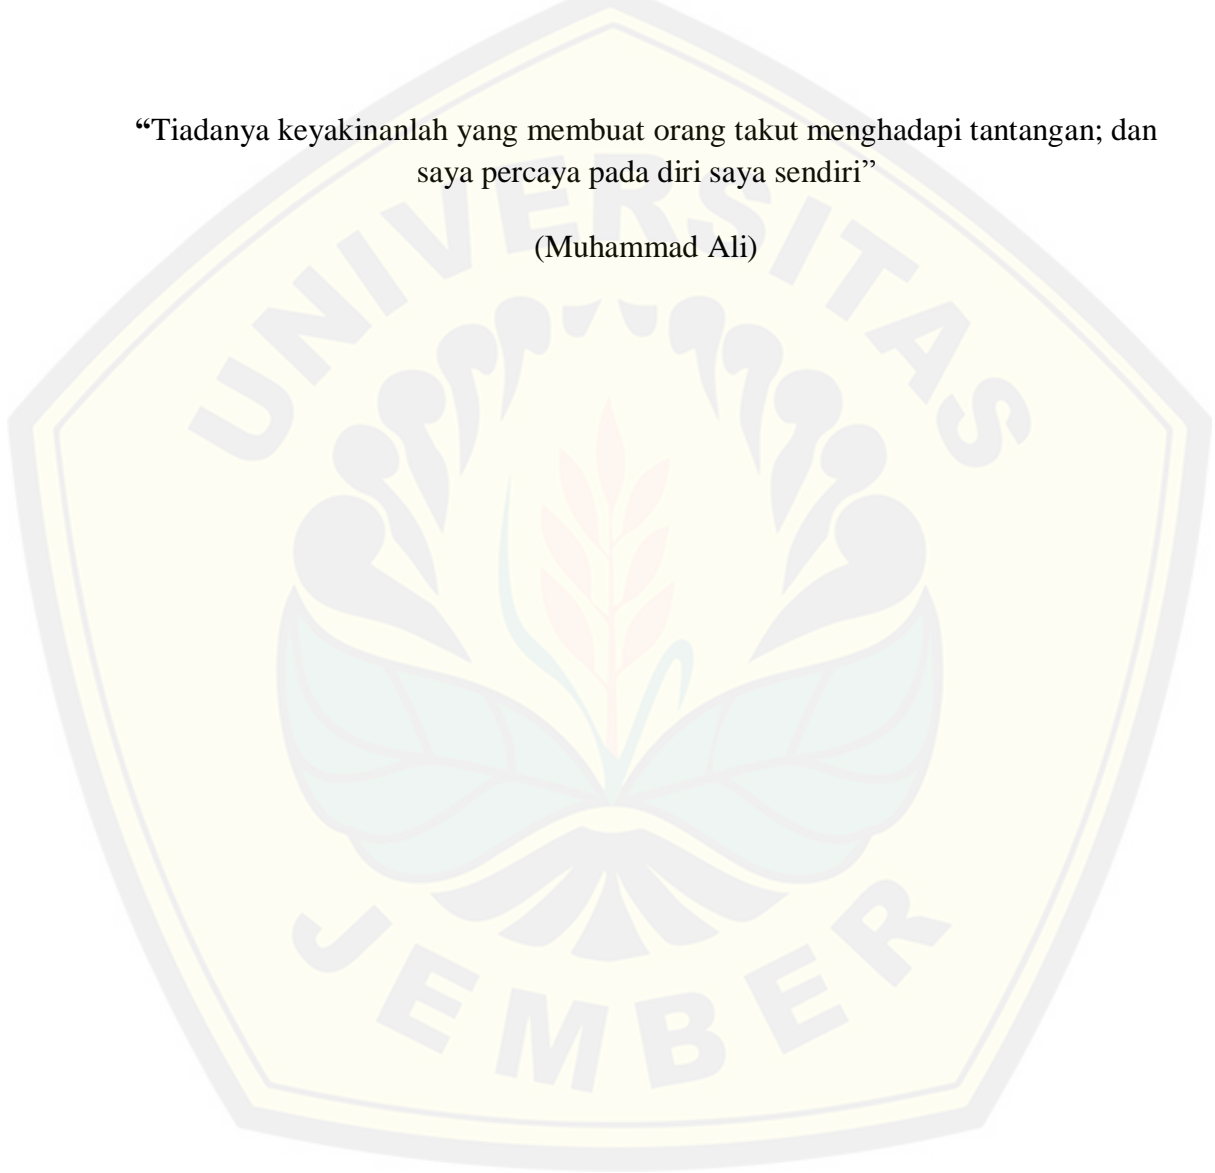 “Tiadanya keyakinanlah yang membuat orang takut menghadapi tantangan; dan
saya percaya pada diri saya sendiri”
(Muhammad Ali)
UNIVERSITAS
JEMBER